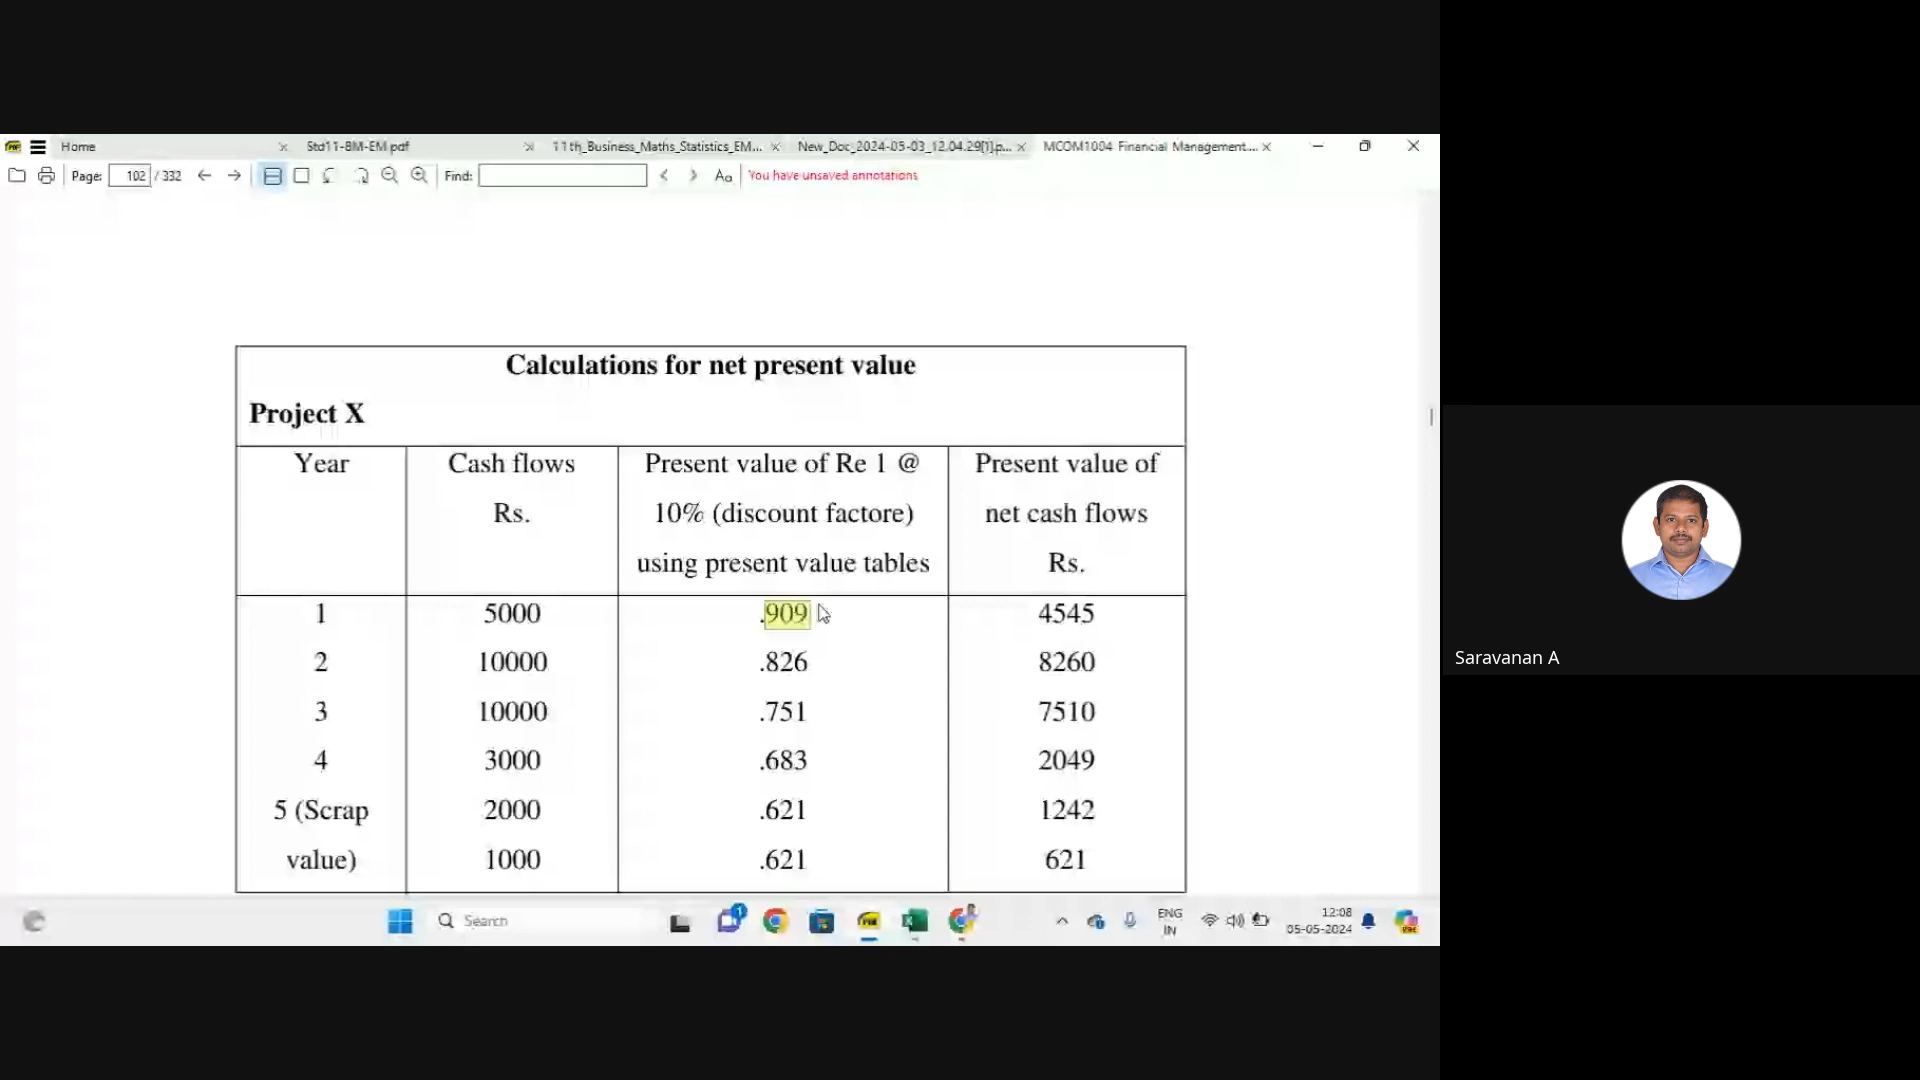 Home
Std11-BM-EM.pdf
11th_Business_Maths_Statistics_EM...
New_Doc_2024-05-03_12.04.29[1].p...
MCOM1004 Financial Management....
Page: 102 / 332
Find:
Aa
You have unsaved annotations
Calculations for net present value
Project X
Year Cash flows Present value of Re 1 @ Present value of
Rs. 10% (discount factore) net cash flows
using present value tables Rs.
1 5000 .909 4545
2 10000 .826 8260
3 10000 .751 7510
4 3000 .683 2049
5 (Scrap 2000 .621 1242
value) 1000 .621 621
Saravanan A
Search
1
ENG
IN
12:08
05-05-2024